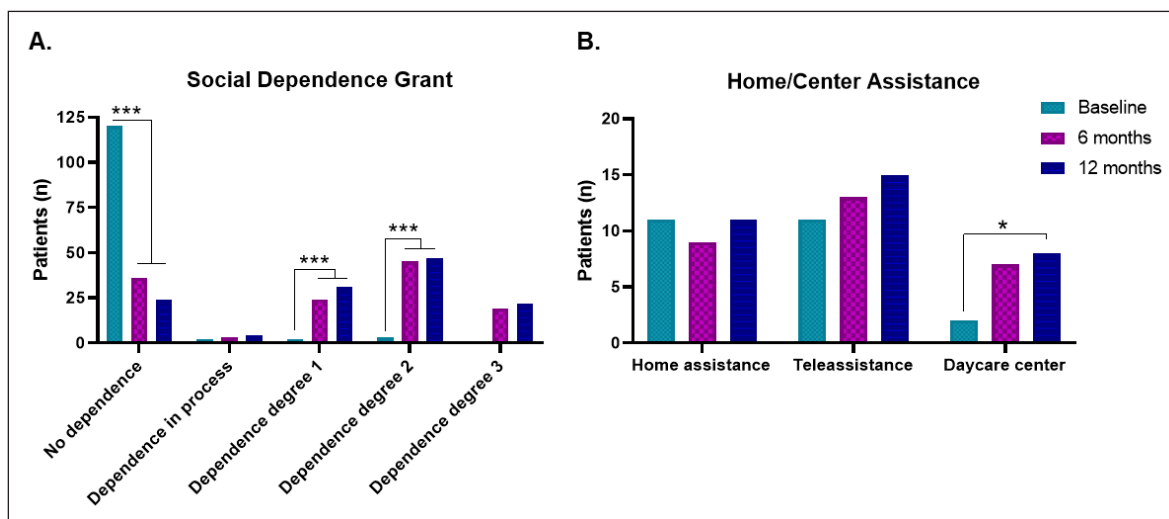 A.
Social Dependence Grant
Patients (n)
125
100
75
50
25
0
***
***
***
No dependence
Dependence in process
Dependence degree 1
Dependence degree 2
Dependence degree 3
B.
Home/Center Assistance
Patients (n)
20
15
10
5
0
*
Home assistance
Teleassistance
Daycare center
Baseline
6 months
12 months